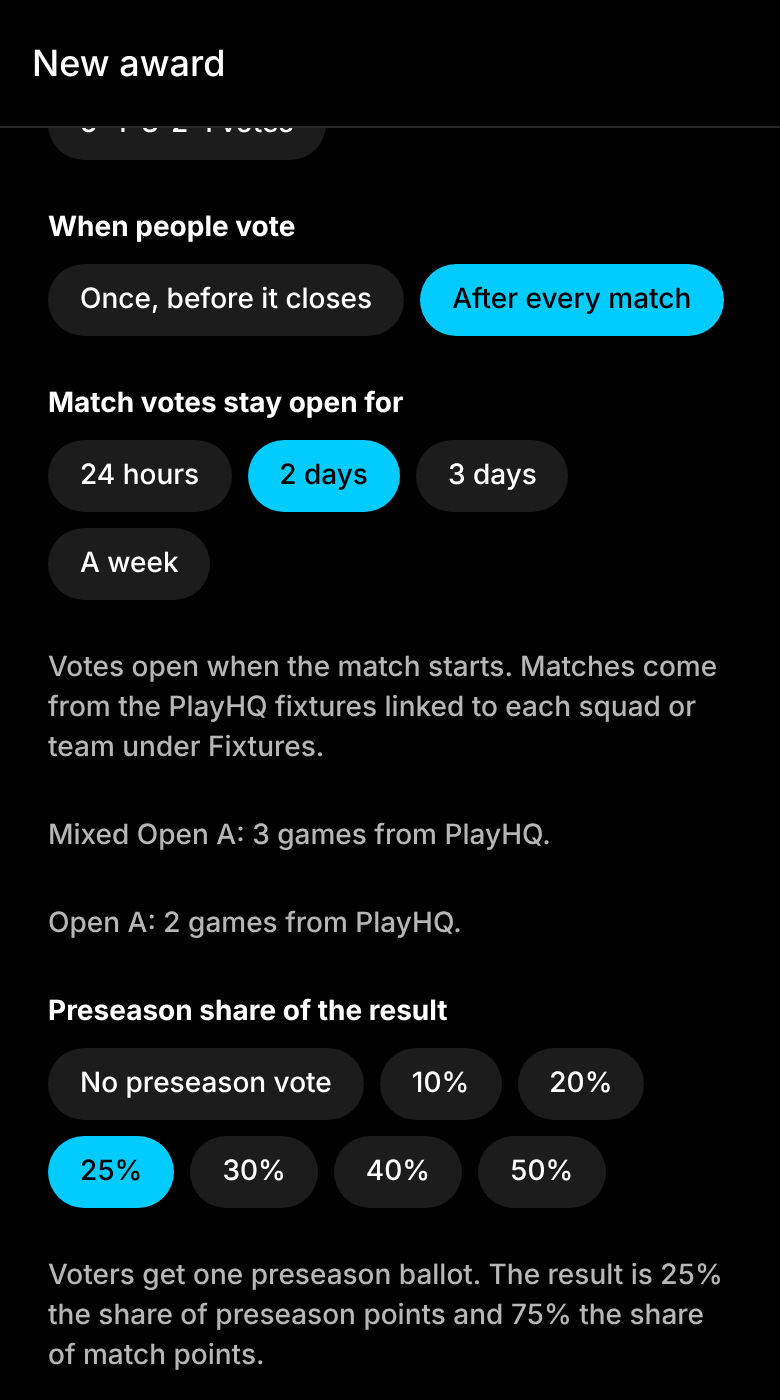 New award
votes
When people vote
Once, before it closes
After every match
Match votes stay open for
24 hours
2 days
3 days
A week
Votes open when the match starts. Matches come
from the PlayHQ fixtures linked to each squad or
team under Fixtures.
Mixed Open A: 3 games from PlayHQ.
Open A: 2 games from PlayHQ.
Preseason share of the result
No preseason vote
10%
20%
25%
30%
40%
50%
Voters get one preseason ballot. The result is 25%
the share of preseason points and 75% the share
of match points.